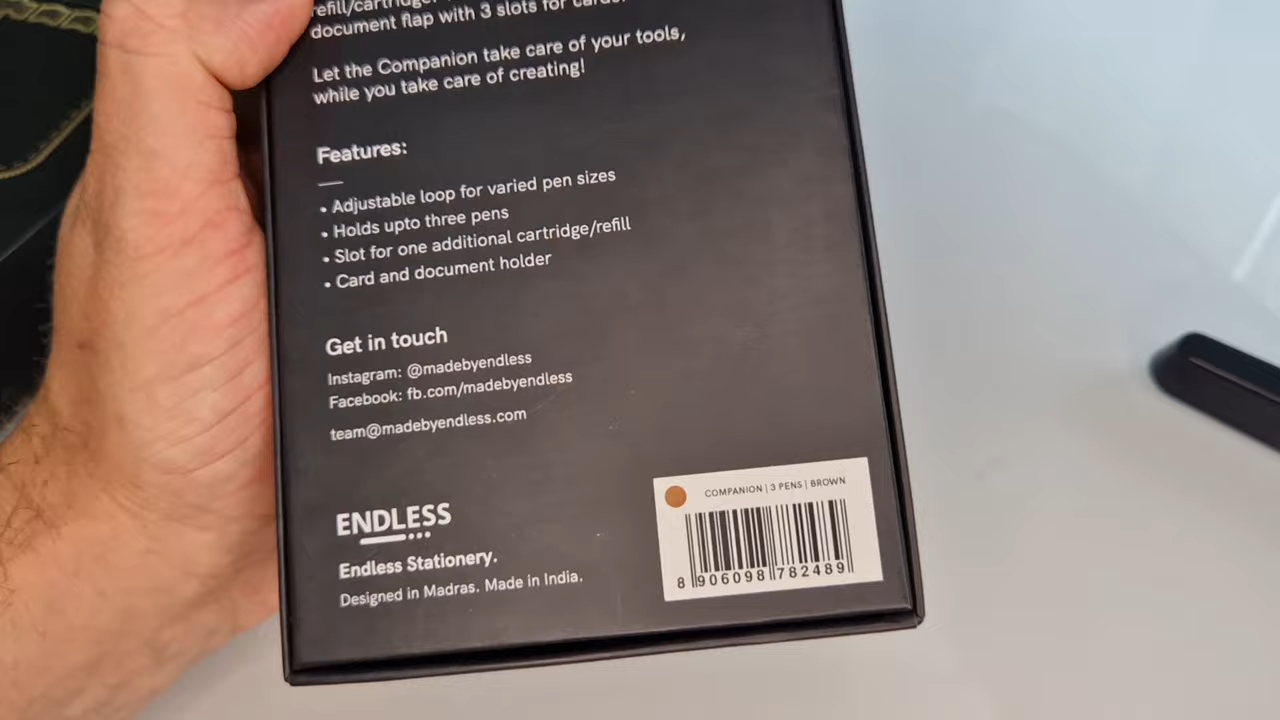 refill/cartridge.
document flap with 3 slots for cards.
Let the Companion take care of your tools,
while you take care of creating!
Features:
• Adjustable loop for varied pen sizes
• Holds upto three pens
• Slot for one additional cartridge/refill
• Card and document holder
Get in touch
Instagram: @madebyendless
Facebook: fb.com/madebyendless
team@madebyendless.com
ENDLESS
Endless Stationery.
Designed in Madras. Made in India.
COMPANION | 3 PENS | BROWN
8 906098 782489